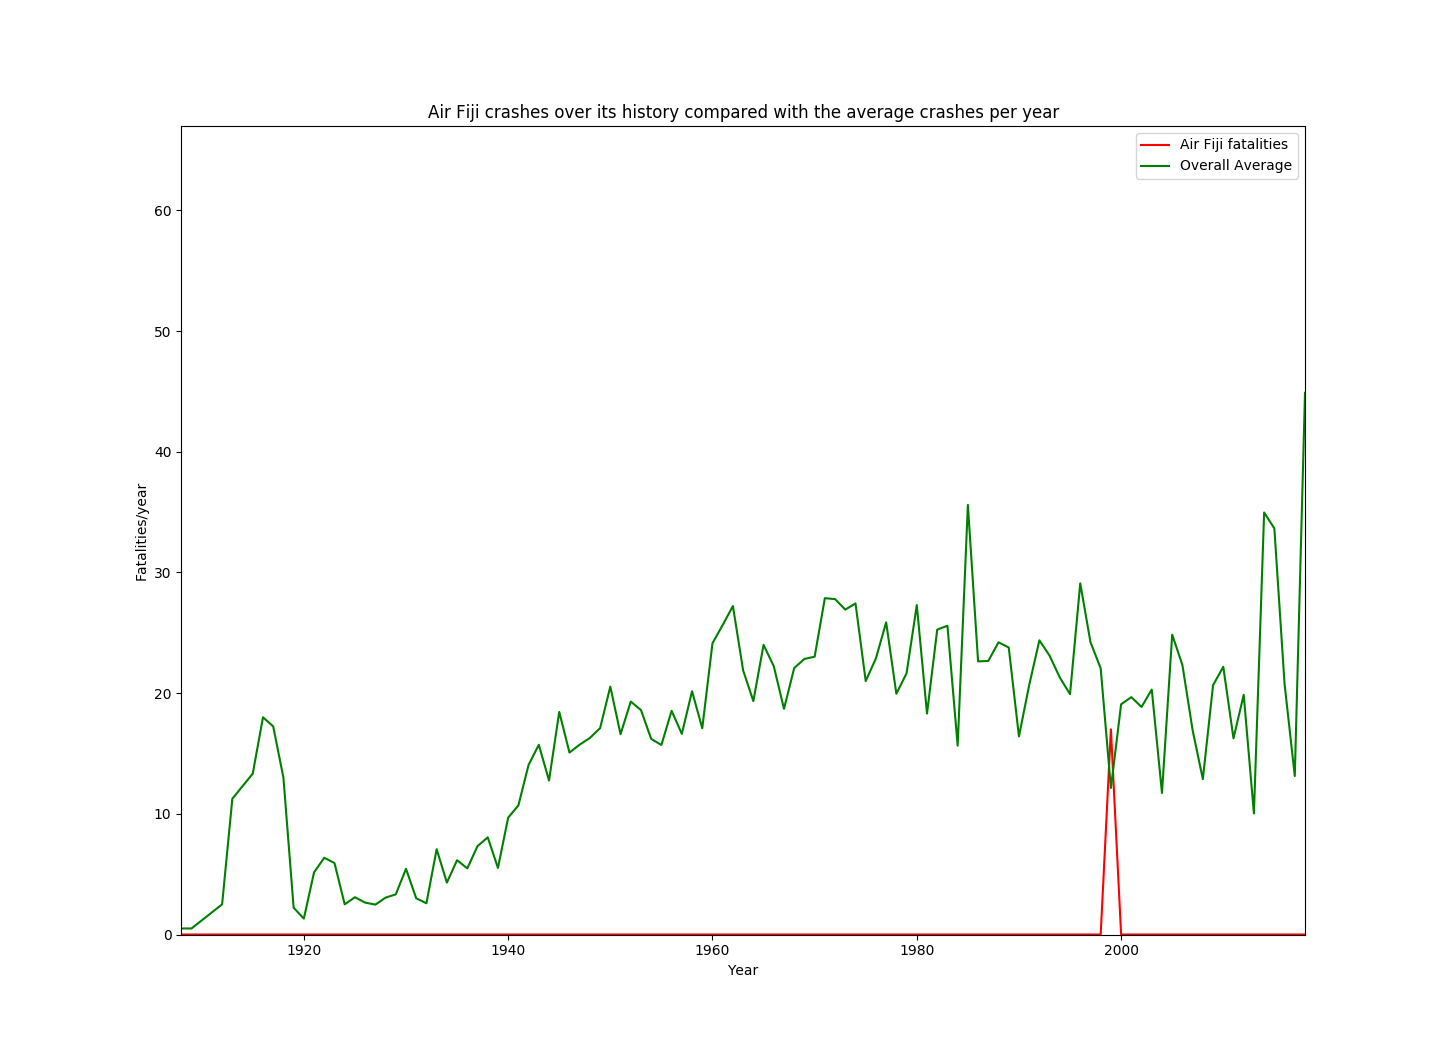 Air Fiji crashes over its history compared with the average crashes per year
Air Fiji fatalities
Overall Average
60
50
40
30
20
10
0
Fatalities/year
1920
1940
1960
1980
2000
Year